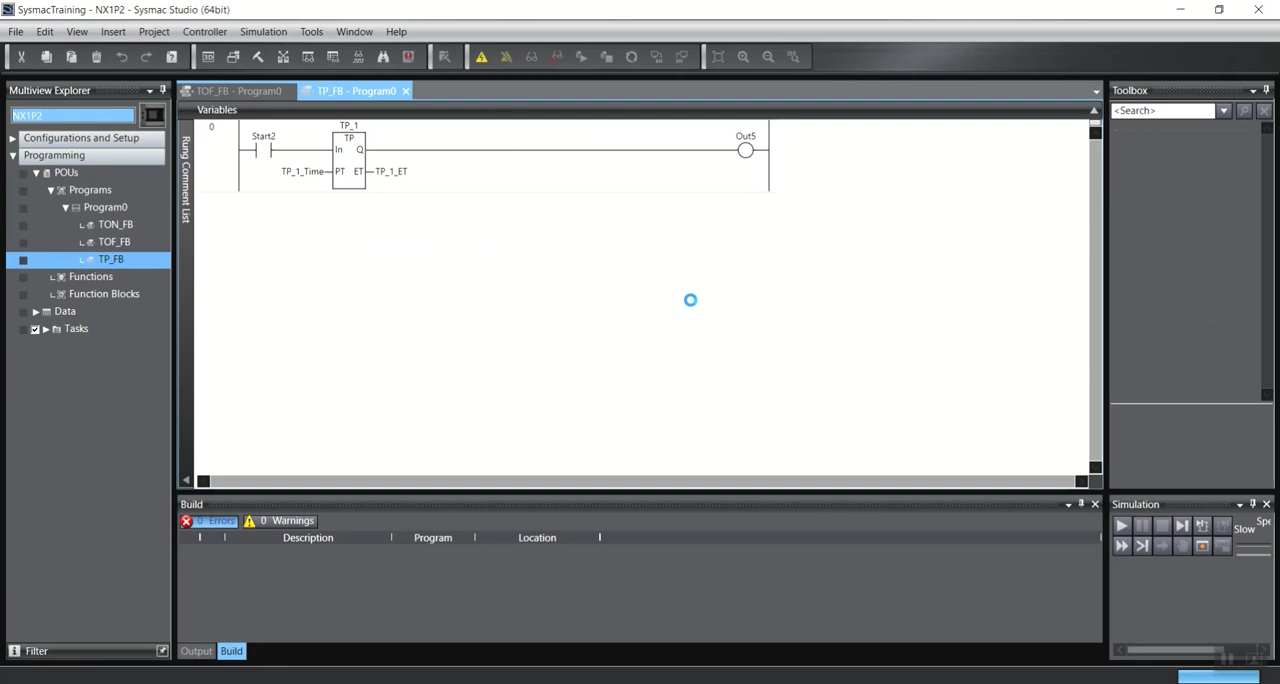 SysmacTraining - NX1P2 - Sysmac Studio (64bit)
File Edit View Insert Project Controller Simulation Tools Window Help
Multiview Explorer
NX1P2
Configurations and Setup
Programming
POUs
Programs
Program0
TON_FB
TOF_FB
TP_FB
Functions
Function Blocks
Data
Tasks
Filter
TOF_FB - Program0 TP_FB - Program0
Variables
Rung Comment List
0
Start2
TP_1
TP
In Q
TP_1_Time PT ET TP_1_ET
Out5
Build
0 Errors 0 Warnings
Description Program Location
Output Build
Toolbox
<Search>
Simulation
Spe
Slow